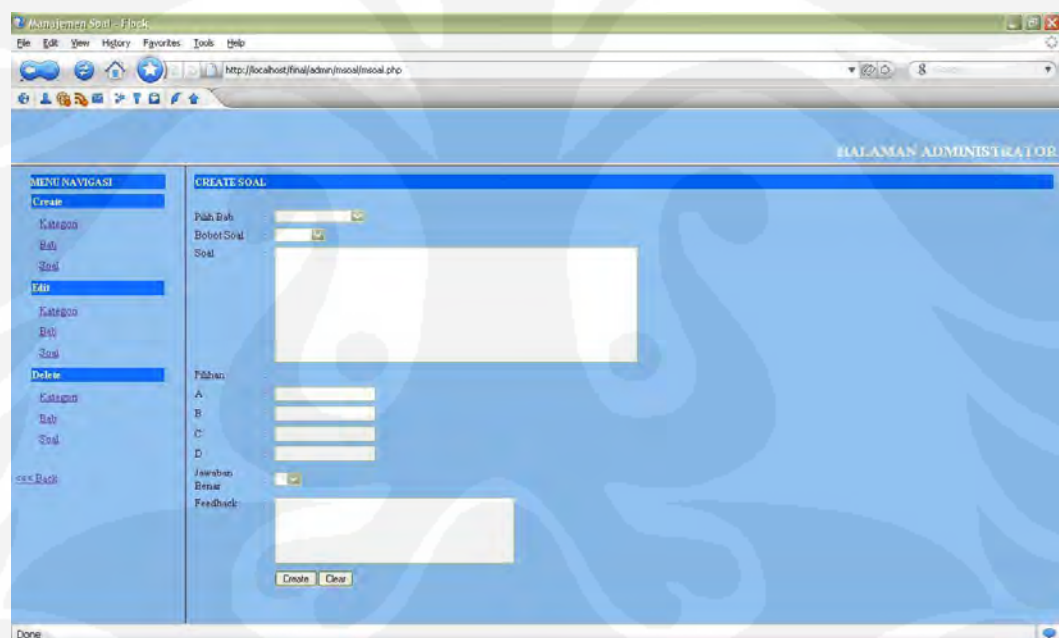 Manajemen Soal - Flock
File Edit View History Favorites Tools Help
http://localhost/final/admin/msoal/msoal.php
HALAMAN ADMINISTRATOR
MENU NAVIGASI
Create
Kategori
Bab
Soal
Edit
Kategori
Bab
Soal
Delete
Kategori
Bab
Soal
<<< Back
CREATE SOAL
Pilih Bab :
Bobot Soal :
Soal :
Pilihan :
A :
B :
C :
D :
Jawaban
Benar :
Feedback :
Create Clear
Done